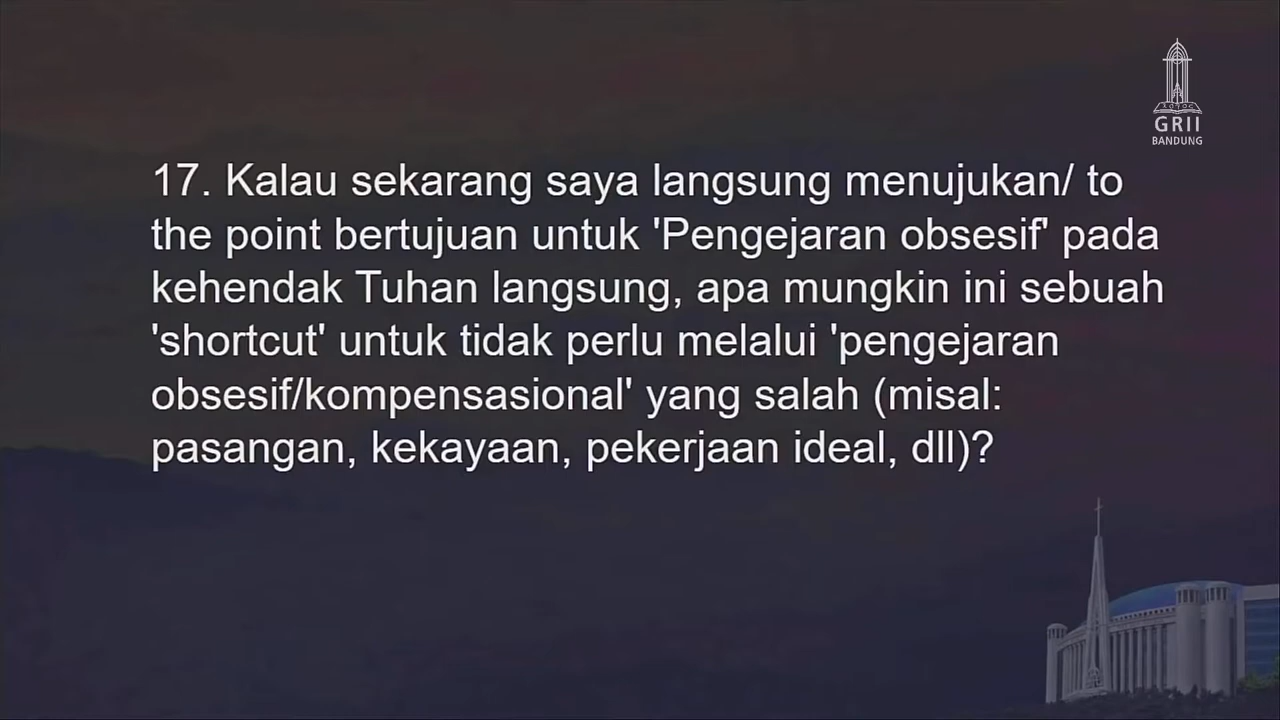 GRII
BANDUNG
17. Kalau sekarang saya langsung menujukan/ to
the point bertujuan untuk 'Pengejaran obsesif' pada
kehendak Tuhan langsung, apa mungkin ini sebuah
'shortcut' untuk tidak perlu melalui 'pengejaran
obsesif/kompensasional' yang salah (misal:
pasangan, kekayaan, pekerjaan ideal, dll)?